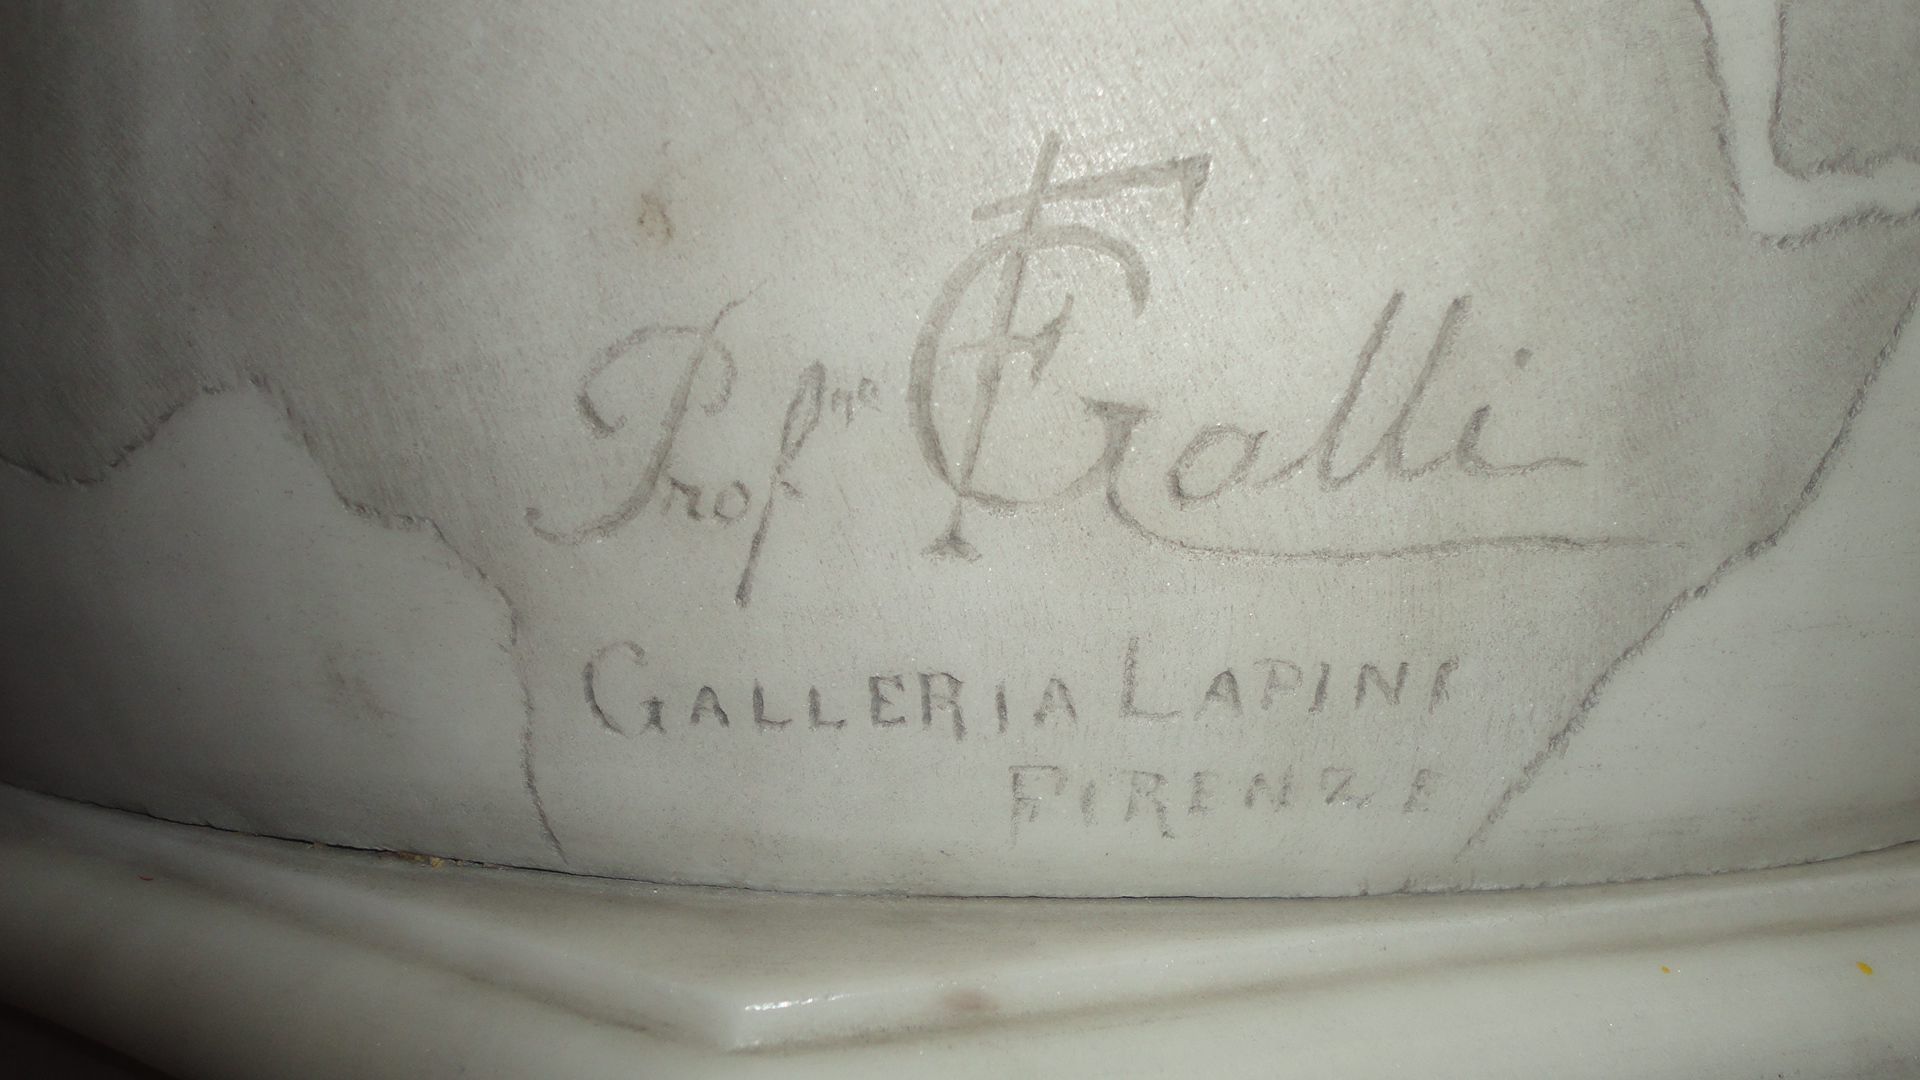 Prof.re F Galli
GALLERIA LAPINI
FIRENZE